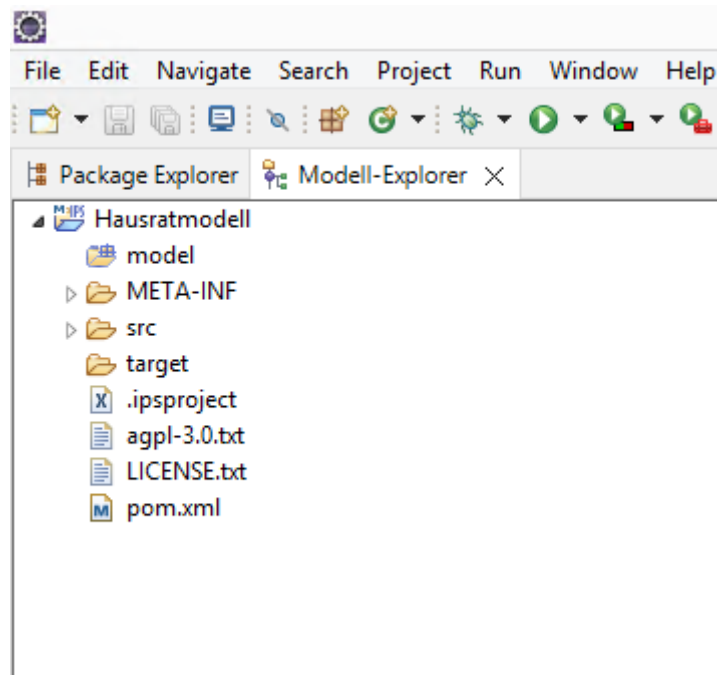 File Edit Navigate Search Project Run Window Help
Package Explorer Modell-Explorer
Hausratmodell
model
META-INF
src
target
.ipsproject
agpl-3.0.txt
LICENSE.txt
pom.xml